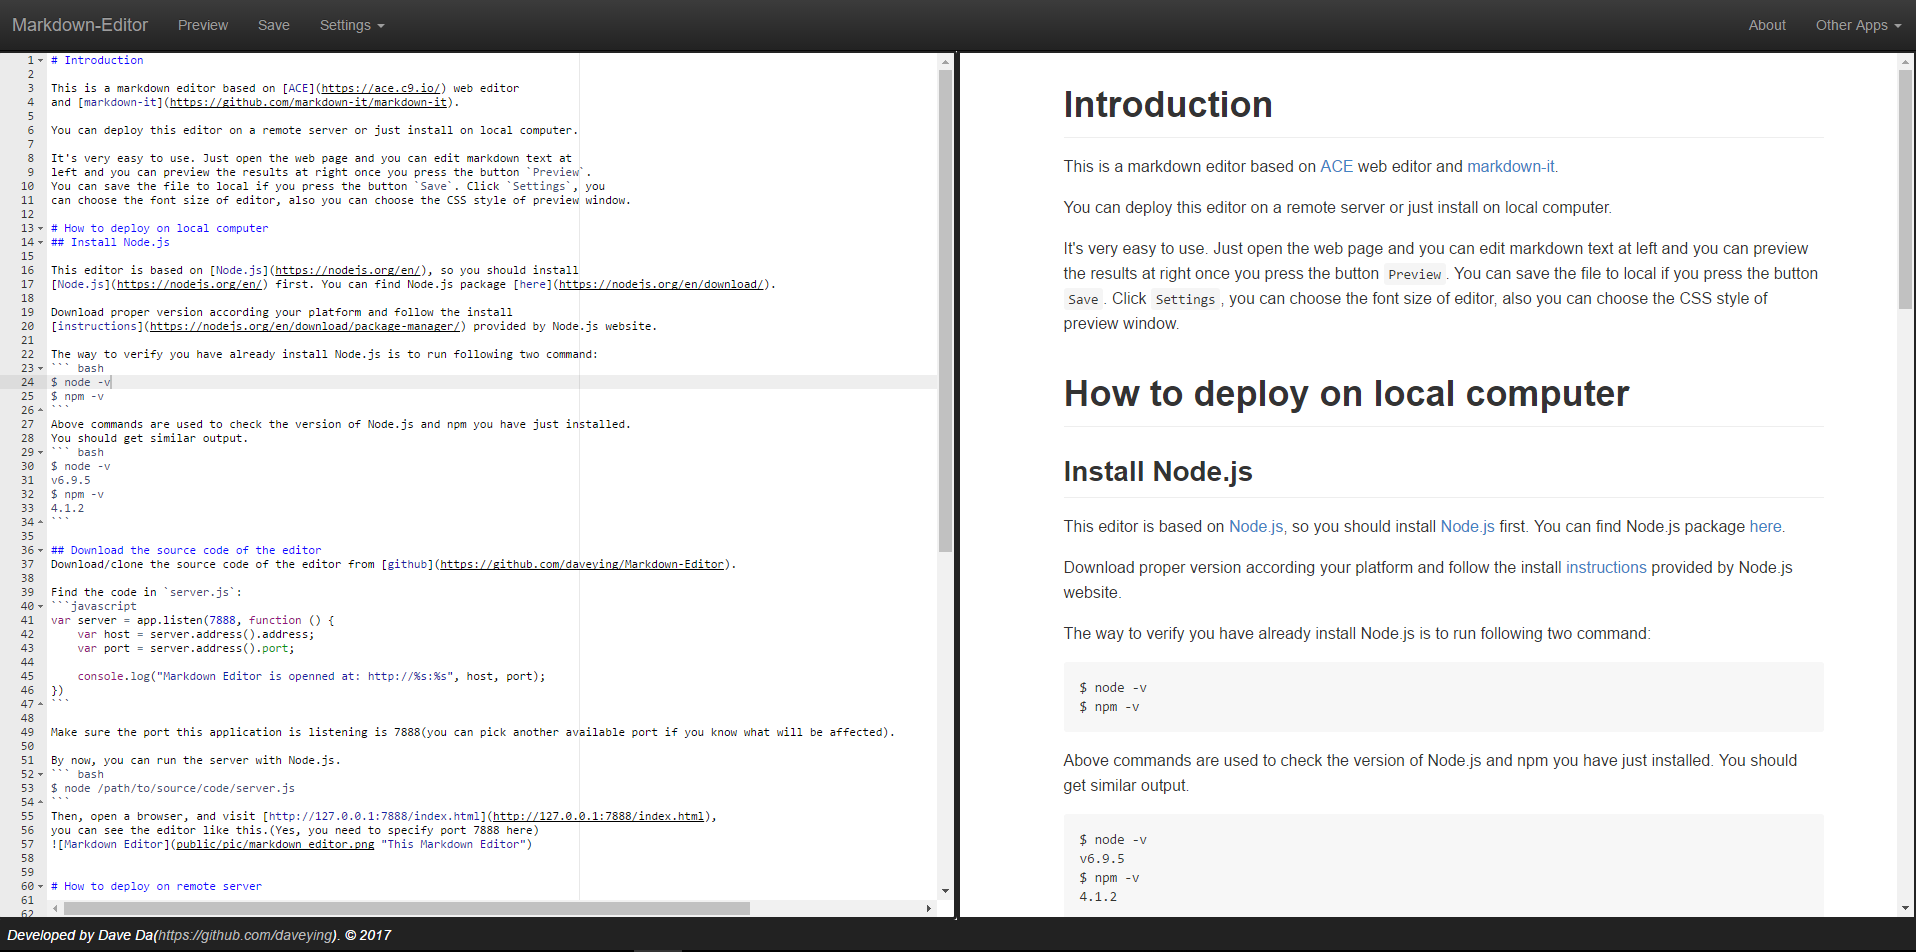 Markdown-Editor Preview Save Settings About Other Apps
1 # Introduction
2
3 This is a markdown editor based on [ACE](https://ace.c9.io/) web editor
4 and [markdown-it](https://github.com/markdown-it/markdown-it).
5
6 You can deploy this editor on a remote server or just install on local computer.
7
8 It's very easy to use. Just open the web page and you can edit markdown text at
9 left and you can preview the results at right once you press the button `Preview`.
10 You can save the file to local if you press the button `Save`. Click `Settings`, you
11 can choose the font size of editor, also you can choose the CSS style of preview window.
12
13 # How to deploy on local computer
14 ## Install Node.js
15
16 This editor is based on [Node.js](https://nodejs.org/en/), so you should install
17 [Node.js](https://nodejs.org/en/) first. You can find Node.js package [here](https://nodejs.org/en/download/).
18
19 Download proper version according your platform and follow the install
20 [instructions](https://nodejs.org/en/download/package-manager/) provided by Node.js website.
21
22 The way to verify you have already install Node.js is to run following two command:
23 ``` bash
24 $ node -v
25 $ npm -v
26 ```
27 Above commands are used to check the version of Node.js and npm you have just installed.
28 You should get similar output.
29 ``` bash
30 $ node -v
31 v6.9.5
32 $ npm -v
33 4.1.2
34 ```
35
36 ## Download the source code of the editor
37 Download/clone the source code of the editor from [github](https://github.com/daveying/Markdown-Editor).
38
39 Find the code in `server.js`:
40 ```javascript
41 var server = app.listen(7888, function () {
42     var host = server.address().address;
43     var port = server.address().port;
44
45     console.log("Markdown Editor is openned at: http://%s:%s", host, port);
46 })
47 ```
48
49 Make sure the port this application is listening is 7888(you can pick another available port if you know what will be affected).
50
51 By now, you can run the server with Node.js.
52 ``` bash
53 $ node /path/to/source/code/server.js
54 ```
55 Then, open a browser, and visit [http://127.0.0.1:7888/index.html](http://127.0.0.1:7888/index.html),
56 you can see the editor like this.(Yes, you need to specify port 7888 here)
57 ![Markdown Editor](public/pic/markdown_editor.png "This Markdown Editor")
58
59
60 # How to deploy on remote server
61
62
Introduction
This is a markdown editor based on ACE web editor and markdown-it.
You can deploy this editor on a remote server or just install on local computer.
It's very easy to use. Just open the web page and you can edit markdown text at left and you can preview
the results at right once you press the button Preview. You can save the file to local if you press the button
Save. Click Settings, you can choose the font size of editor, also you can choose the CSS style of
preview window.
How to deploy on local computer
Install Node.js
This editor is based on Node.js, so you should install Node.js first. You can find Node.js package here.
Download proper version according your platform and follow the install instructions provided by Node.js
website.
The way to verify you have already install Node.js is to run following two command:
$ node -v
$ npm -v
Above commands are used to check the version of Node.js and npm you have just installed. You should
get similar output.
$ node -v
v6.9.5
$ npm -v
4.1.2
Developed by Dave Da(https://github.com/daveying). © 2017